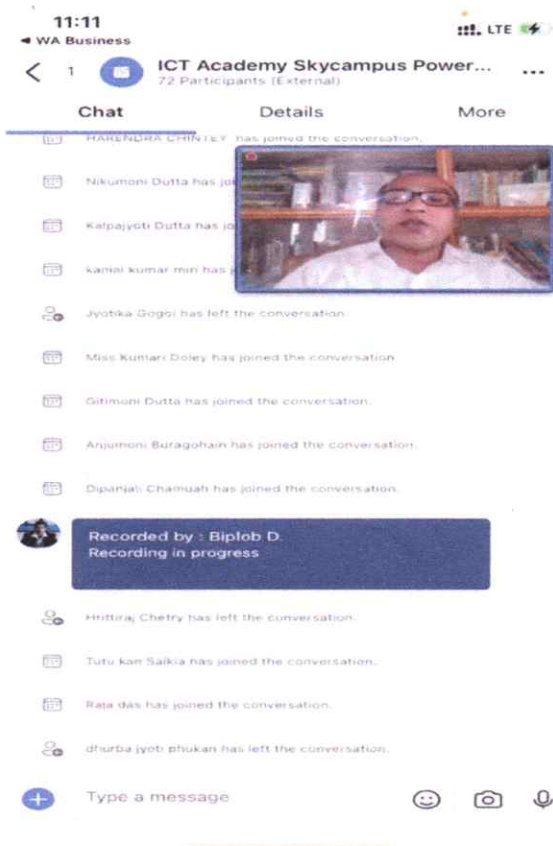 11:11
LTE
WA Business
1
ICT Academy Skycampus Power...
72 Participants (External)
Chat Details More
HARENDRA CHINTEY has joined the conversation.
Nikumoni Dutta has joi
Kalpajyoti Dutta has jo
kamal kumar miri has j
Jyotika Gogoi has left the conversation.
Miss Kumari Doley has joined the conversation.
Gitimoni Dutta has joined the conversation.
Anjumoni Buragohain has joined the conversation.
Dipanjali Chamuah has joined the conversation.
Recorded by : Biplob D.
Recording in progress
Hrittiraj Chetry has left the conversation.
Tutu kan Saikia has joined the conversation.
Raja das has joined the conversation.
dhurba jyoti phukan has left the conversation.
Type a message